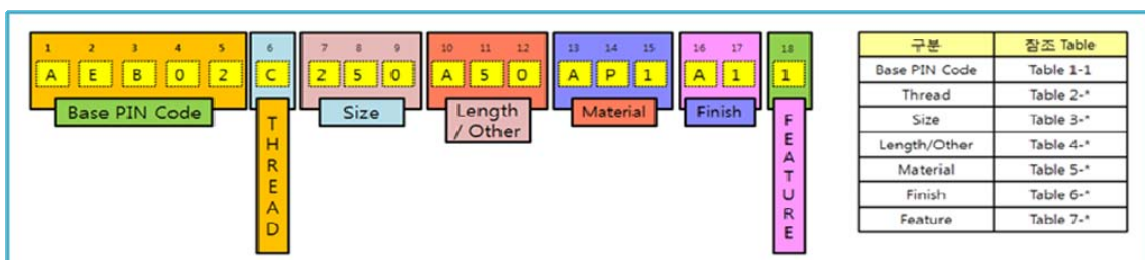 1 2 3 4 5 6 7 8 9 10 11 12 13 14 15 16 17 18
A E B 0 2 C 2 5 0 A 5 0 A P 1 A 1 1
Base PIN Code
THREAD
Size
Length
/ Other
Material
Finish
FEATURE
구분 참조 Table
Base PIN Code Table 1-1
Thread Table 2-*
Size Table 3-*
Length/Other Table 4-*
Material Table 5-*
Finish Table 6-*
Feature Table 7-*